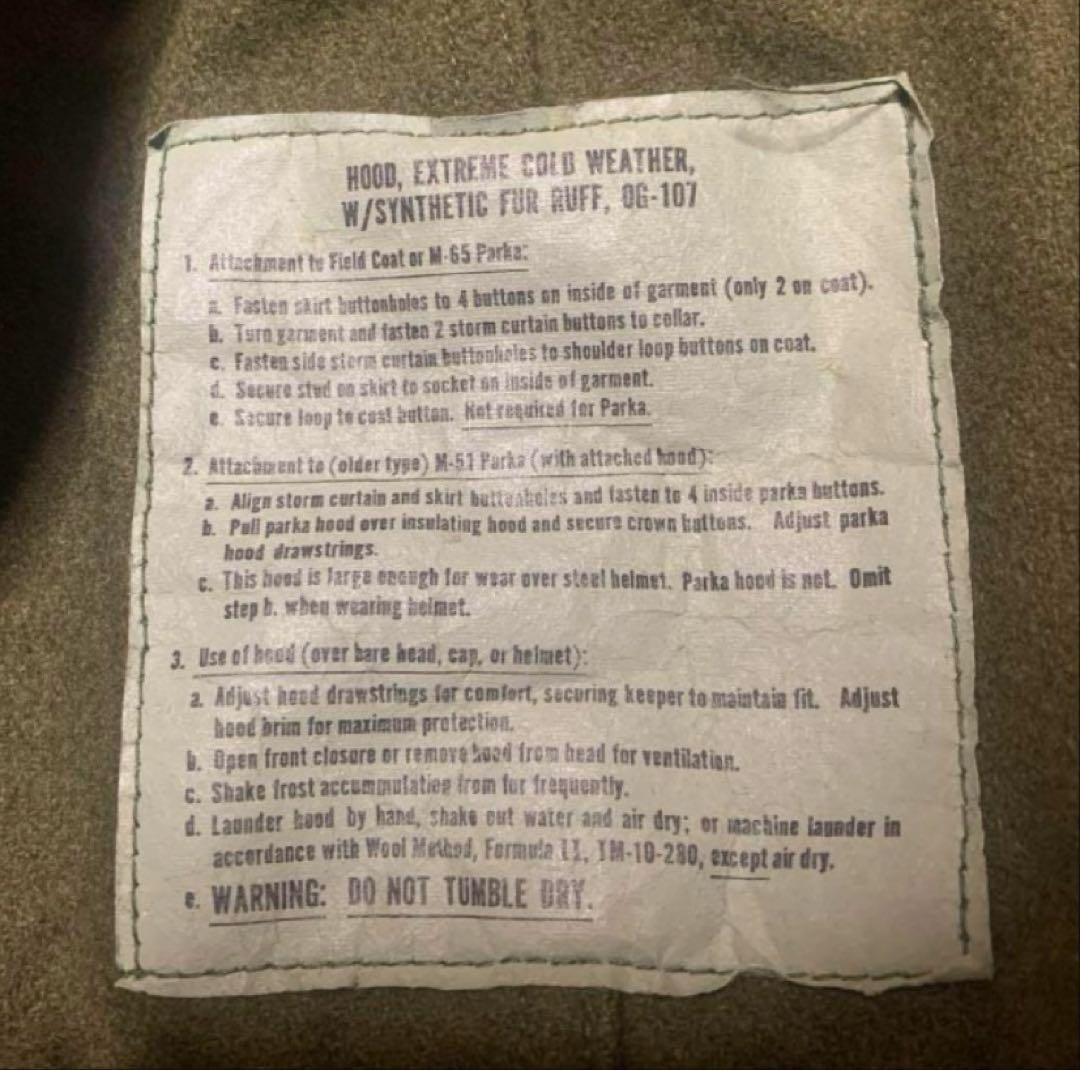 HOOD, EXTREME COLD WEATHER,
W/SYNTHETIC FUR RUFF, OG-107
1. Attachment to Field Coat or M-65 Parka:
a. Fasten skirt buttonholes to 4 buttons on inside of garment (only 2 on coat).
b. Turn garment and fasten 2 storm curtain buttons to collar.
c. Fasten side storm curtain buttonholes to shoulder loop buttons on coat.
d. Secure stud on skirt to socket on inside of garment.
e. Secure loop to coat button. Not required for Parka.
2. Attachment to (older type) M-51 Parka (with attached hood):
a. Align storm curtain and skirt buttonholes and fasten to 4 inside parka buttons.
b. Pull parka hood over insulating hood and secure crown buttons. Adjust parka
hood drawstrings.
c. This hood is large enough for wear over steel helmet. Parka hood is not. Omit
step b. when wearing helmet.
3. Use of hood (over bare head, cap, or helmet):
a. Adjust hood drawstrings for comfort, securing keeper to maintain fit. Adjust
hood brim for maximum protection.
b. Open front closure or remove hood from head for ventilation.
c. Shake frost accummulation from fur frequently.
d. Launder hood by hand, shake out water and air dry; or machine launder in
accordance with Wool Method, Formula II, TM-10-280, except air dry.
e. WARNING: DO NOT TUMBLE DRY.